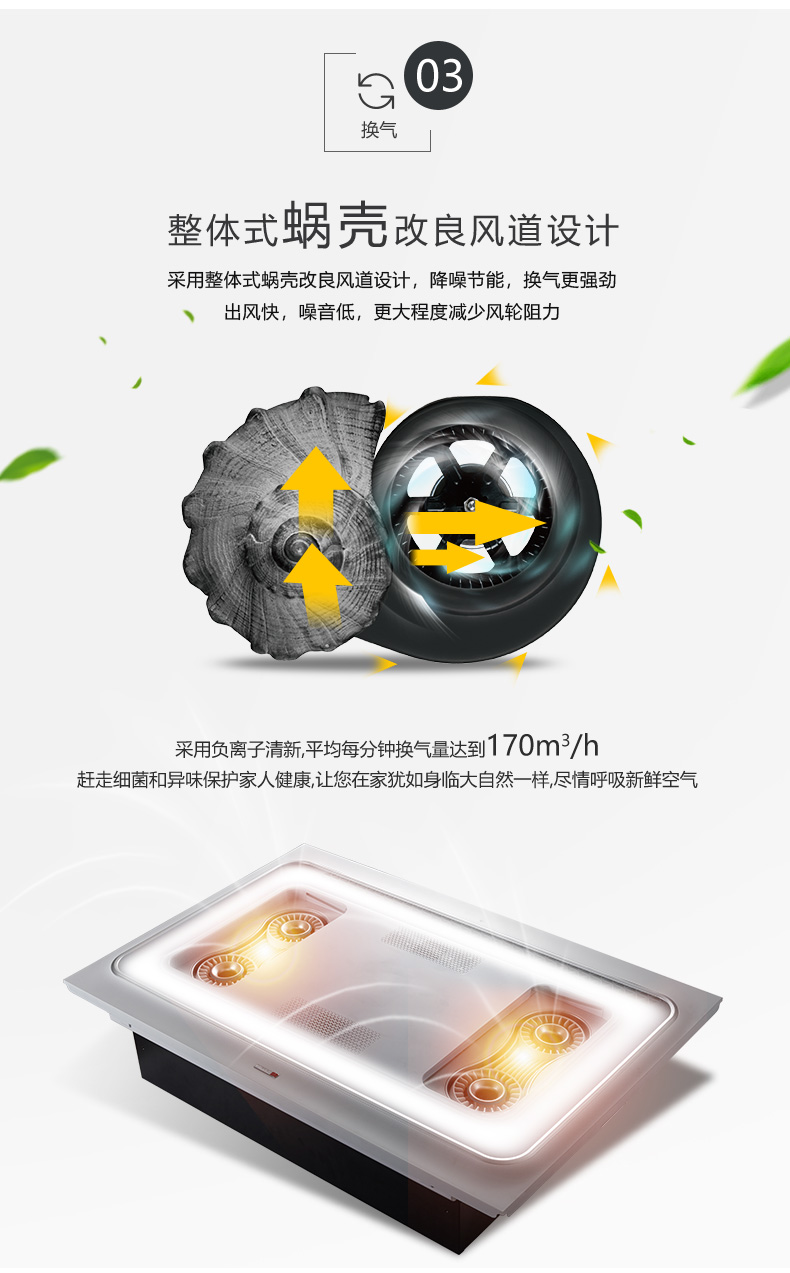 03
换气
整体式蜗壳改良风道设计
采用整体式蜗壳改良风道设计，降噪节能，换气更强劲
出风快，噪音低，更大程度减少风轮阻力
采用负离子清新,平均每分钟换气量达到170m³/h
赶走细菌和异味保护家人健康,让您在家犹如身临大自然一样,尽情呼吸新鲜空气